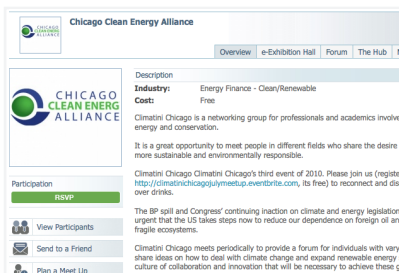 CHICAGO
CLEAN ENERGY
ALLIANCE
Chicago Clean Energy Alliance
Overview
e-Exhibition Hall
Forum
The Hub
CHICAGO
CLEAN ENERG
ALLIANCE
Description
Industry: Energy Finance - Clean/Renewable
Cost: Free
Climatini Chicago is a networking group for professionals and academics involve
energy and conservation.
It is a great opportunity to meet people in different fields who share the desire
more sustainable and environmentally responsible.
Climatini Chicago Climatini Chicago's third event of 2010. Please join us (registe
http://climatinichicagojulymeetup.eventbrite.com, its free) to reconnect and dis
over drinks.
The BP spill and Congress' continuing inaction on climate and energy legislation
urgent that the US takes steps now to reduce our dependence on foreign oil an
fragile ecosystems.
Climatini Chicago meets periodically to provide a forum for individuals with vary
share ideas on how to deal with climate change and expand renewable energy
culture of collaboration and innovation that will be necessary to achieve these g
Participation
RSVP
View Participants
Send to a Friend
Plan a Meet Up